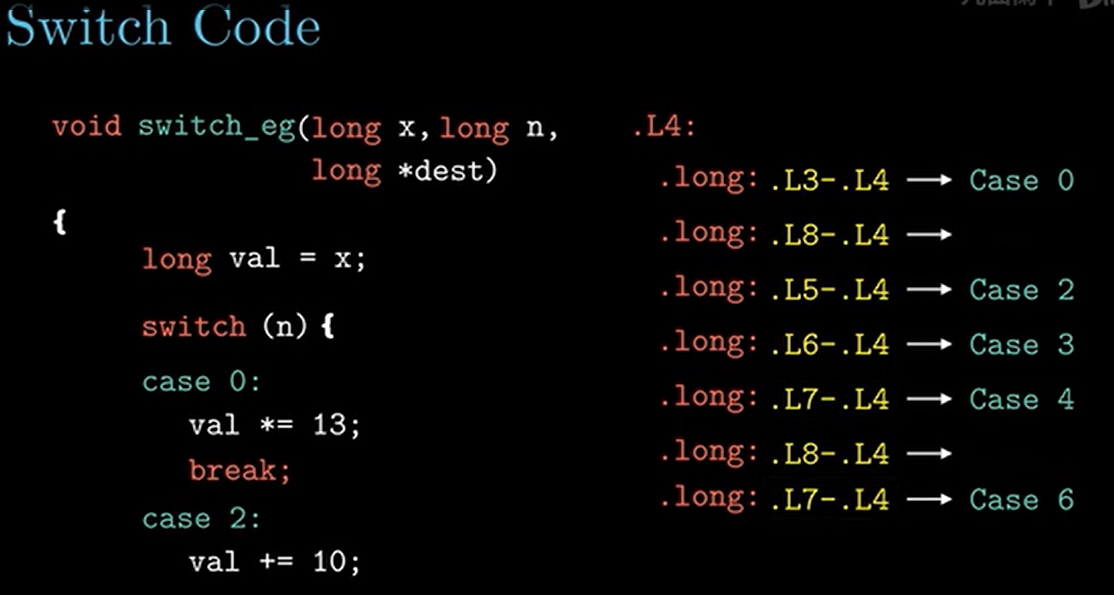 Switch Code
void switch_eg(long x, long n,
long *dest)
{
long val = x;
switch (n) {
case 0:
val *= 13;
break;
case 2:
val += 10;
.L4:
.long: .L3-.L4 → Case 0
.long: .L8-.L4 →
.long: .L5-.L4 → Case 2
.long: .L6-.L4 → Case 3
.long: .L7-.L4 → Case 4
.long: .L8-.L4 →
.long: .L7-.L4 → Case 6